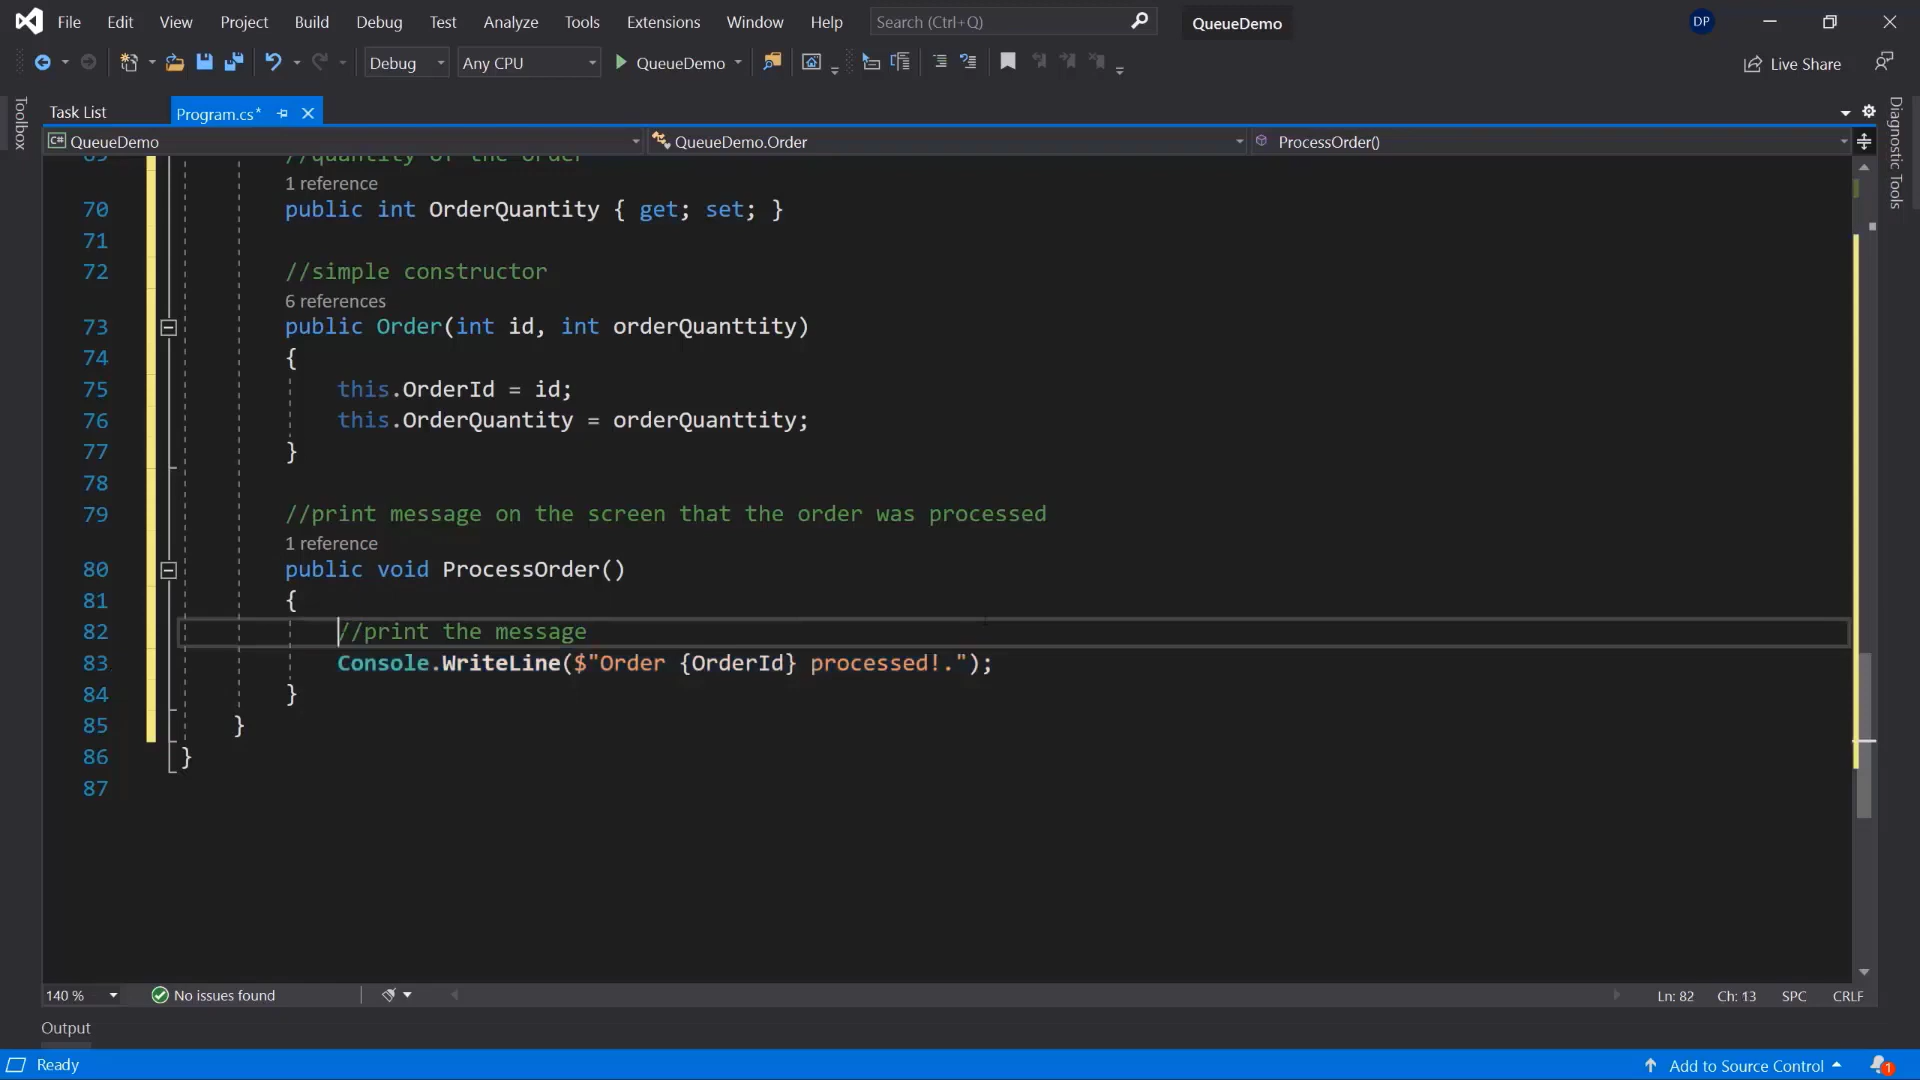 File Edit View Project Build Debug Test Analyze Tools Extensions Window Help Search (Ctrl+Q) QueueDemo DP
Debug Any CPU QueueDemo Live Share
Toolbox
Task List Program.cs*
Diagnostic Tools
QueueDemo QueueDemo.Order ProcessOrder()
69 //quantity of the order
1 reference
70 public int OrderQuantity { get; set; }
71
72 //simple constructor
6 references
73 public Order(int id, int orderQuanttity)
74 {
75 this.OrderId = id;
76 this.OrderQuantity = orderQuanttity;
77 }
78
79 //print message on the screen that the order was processed
1 reference
80 public void ProcessOrder()
81 {
82 //print the message
83 Console.WriteLine($"Order {OrderId} processed!.");
84 }
85 }
86 }
87
140 % No issues found Ln: 82 Ch: 13 SPC CRLF
Output
Ready Add to Source Control 1